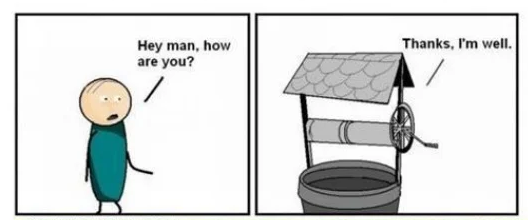 Hey man, how
are you?
Thanks, I'm well.